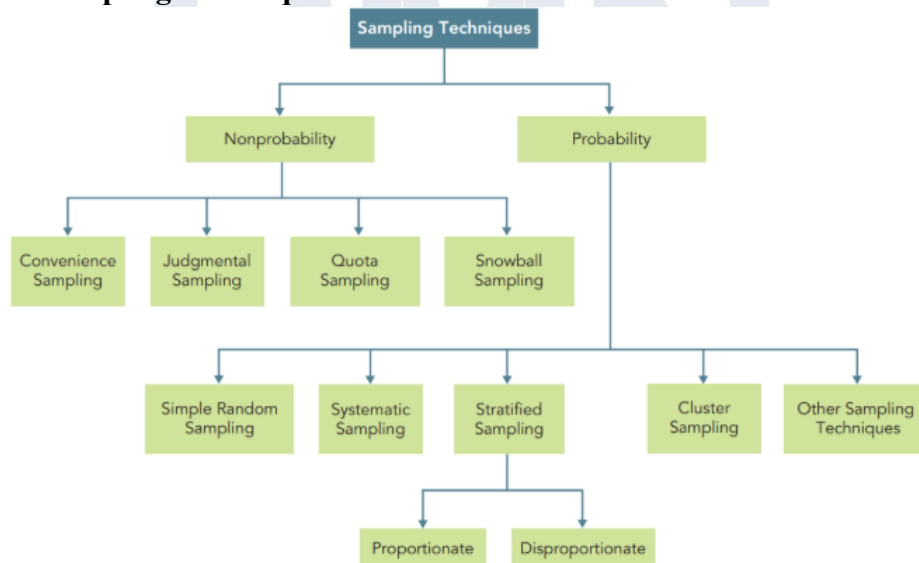 Sampling Techniques
Nonprobability
Probability
Convenience
Sampling
Judgmental
Sampling
Quota
Sampling
Snowball
Sampling
Simple Random
Sampling
Systematic
Sampling
Stratified
Sampling
Cluster
Sampling
Other Sampling
Techniques
Proportionate
Disproportionate